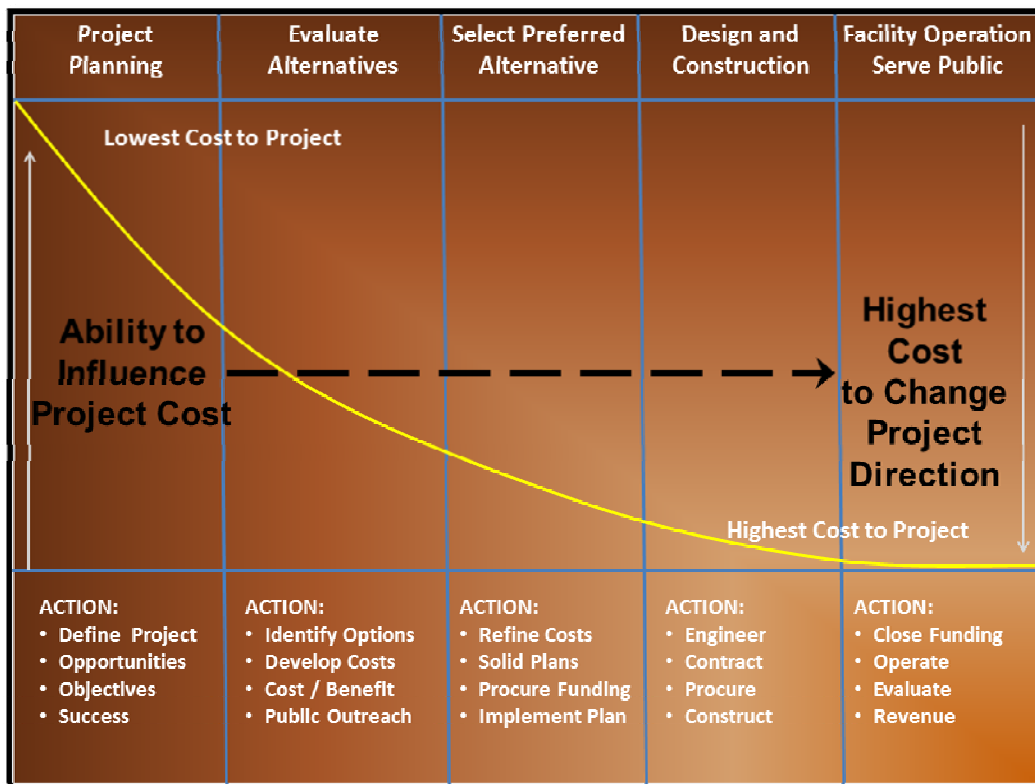 Project
Planning
Evaluate
Alternatives
Select Preferred
Alternative
Design and
Construction
Facility Operation
Serve Public
Lowest Cost to Project
Ability to
Influence
Project Cost
Highest
Cost
to Change
Project
Direction
Highest Cost to Project
ACTION:
• Define Project
• Opportunities
• Objectives
• Success
ACTION:
• Identify Options
• Develop Costs
• Cost / Benefit
• Public Outreach
ACTION:
• Refine Costs
• Solid Plans
• Procure Funding
• Implement Plan
ACTION:
• Engineer
• Contract
• Procure
• Construct
ACTION:
• Close Funding
• Operate
• Evaluate
• Revenue